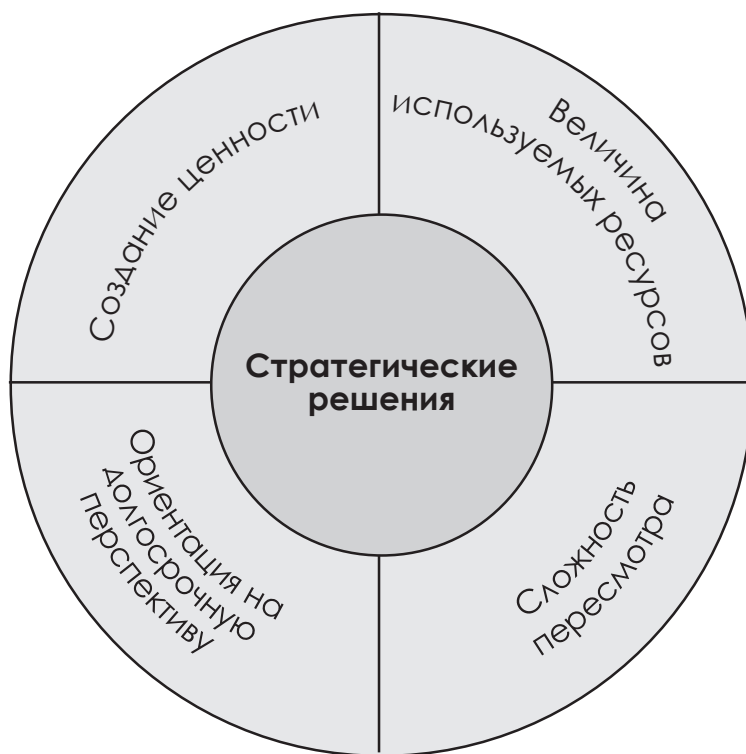 Создание ценности
Величина
используемых ресурсов
Стратегические
решения
Ориентация на
долгосрочную
перспективу
Сложность
пересмотра